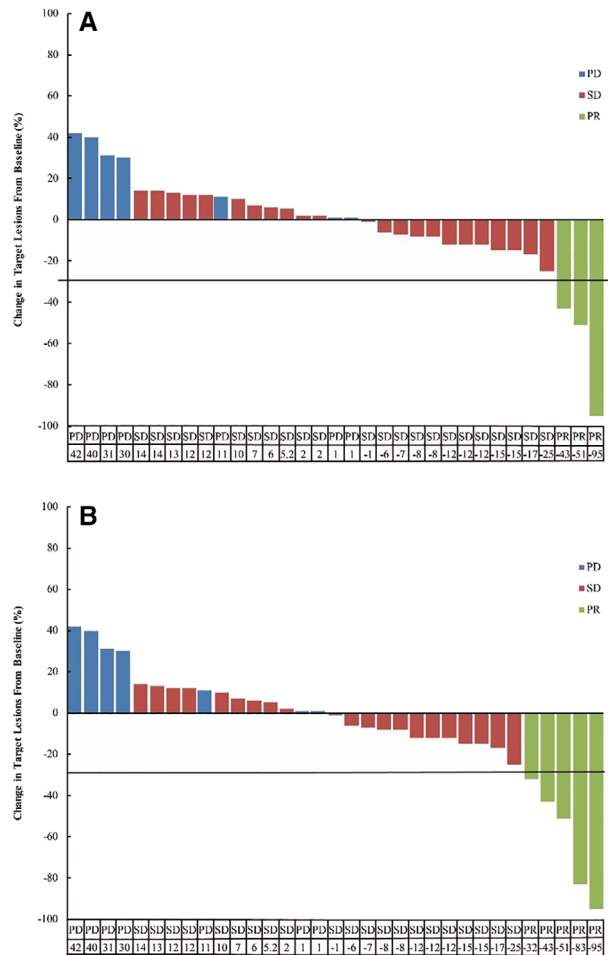 A
100
80
60
40
20
0
-20
-40
-60
-80
-100
Change in Target Lesions From Baseline (%)
PD
SD
PR
PD PD PD PD SD SD SD SD SD PD SD SD SD SD SD SD PD PD SD SD SD SD SD SD SD SD SD SD SD SD PR PR PR
42 40 31 30 14 14 13 12 12 11 10 7 6 5.2 2 2 1 1 -1 -6 -7 -8 -8 -12 -12 -12 -15 -15 -17 -25 -43 -51 -95
B
100
80
60
40
20
0
-20
-40
-60
-80
-100
Change in Target Lesions From Baseline (%)
PD
SD
PR
PD PD PD PD SD SD SD SD PD SD SD SD SD SD PD PD SD SD SD SD SD SD SD SD SD SD SD SD PR PR PR PR PR
42 40 31 30 14 13 12 12 11 10 7 6 5.2 2 1 1 -1 -6 -7 -8 -8 -12 -12 -12 -15 -15 -17 -25 -32 -43 -51 -83 -95